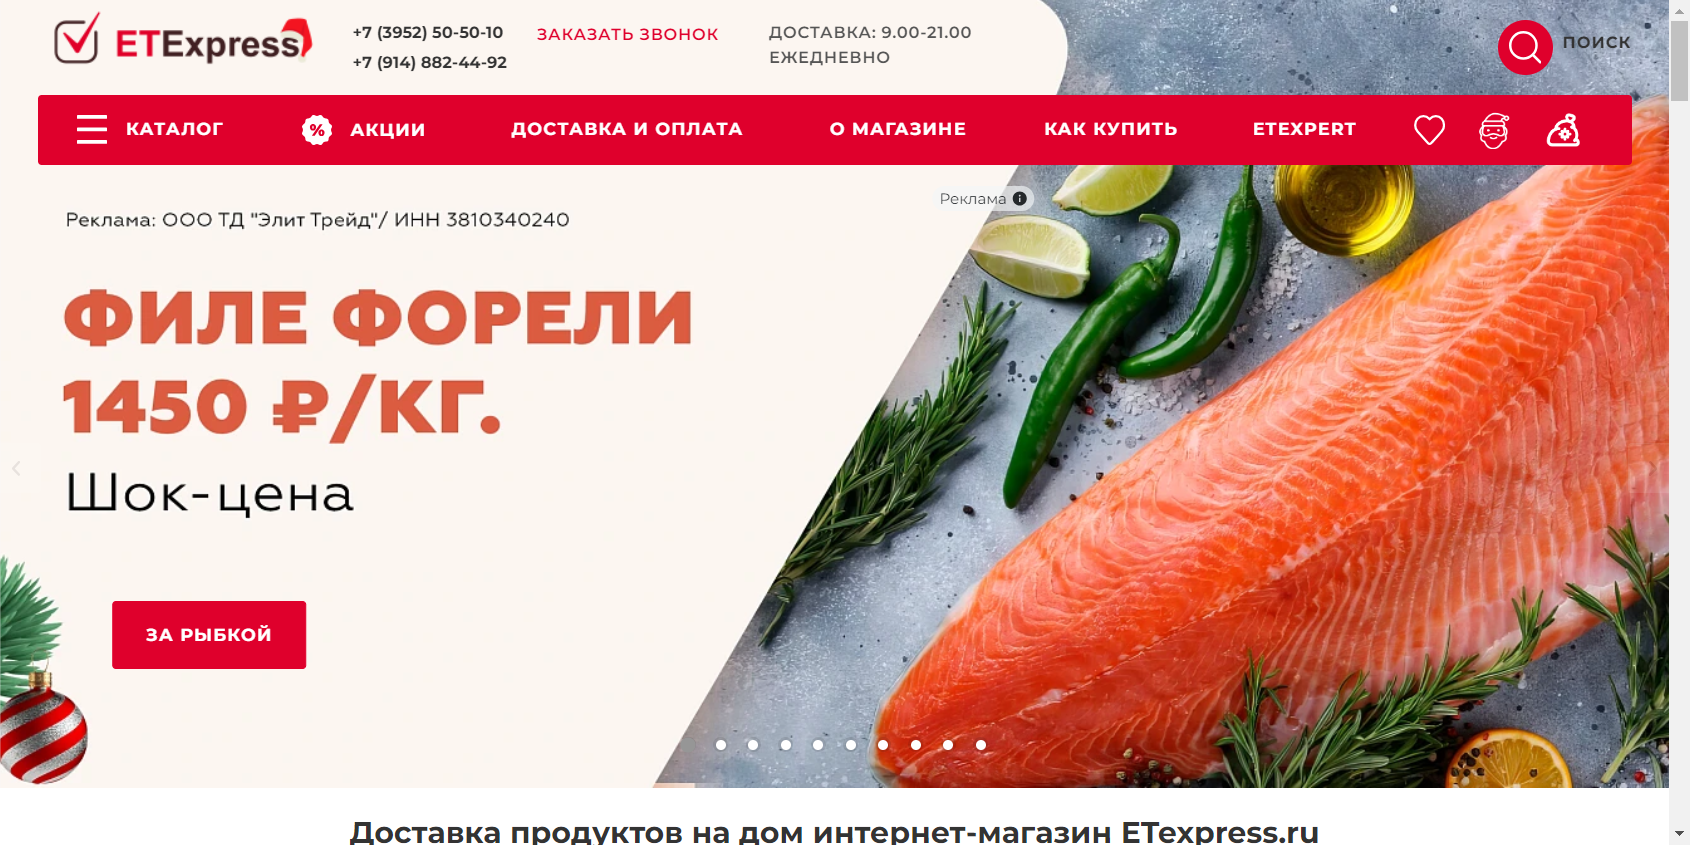 ETExpress
+7 (3952) 50-50-10
+7 (914) 882-44-92
ЗАКАЗАТЬ ЗВОНОК
ДОСТАВКА: 9.00-21.00
ЕЖЕДНЕВНО
ПОИСК
КАТАЛОГ
% АКЦИИ
ДОСТАВКА И ОПЛАТА
О МАГАЗИНЕ
КАК КУПИТЬ
ETEXPERT
Реклама
Реклама: ООО ТД "Элит Трейд"/ ИНН 3810340240
ФИЛЕ ФОРЕЛИ
1450 ₽/КГ.
Шок-цена
ЗА РЫБКОЙ
Доставка продуктов на дом интернет-магазин ETexpress.ru